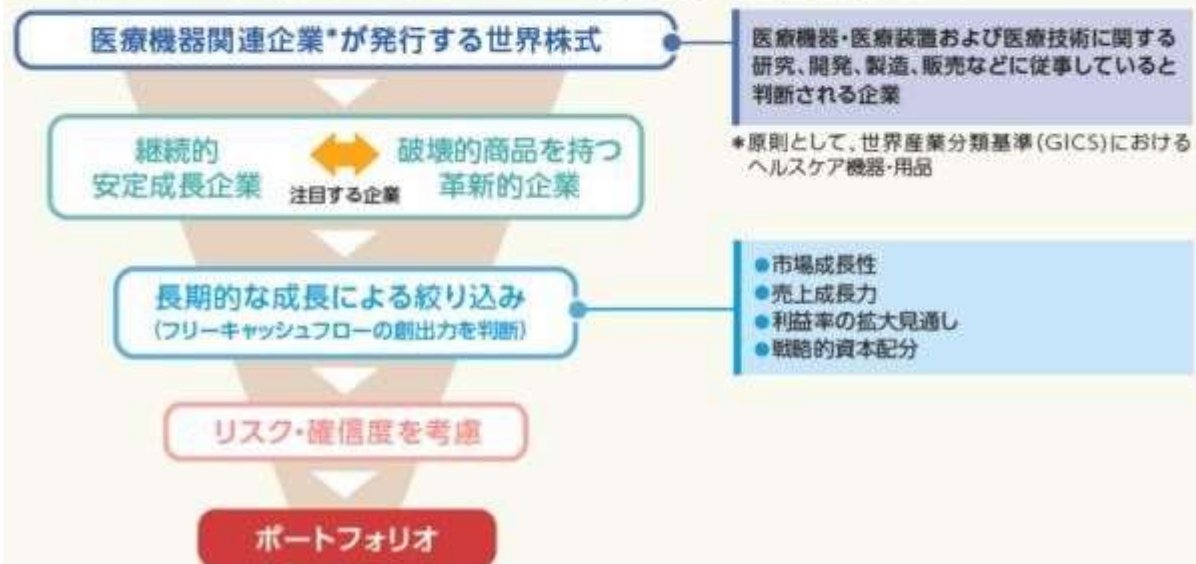 医療機器関連企業*が発行する世界株式
医療機器・医療装置および医療技術に関する
研究、開発、製造、販売などに従事していると
判断される企業
*原則として、世界産業分類基準(GICS)における
ヘルスケア機器・用品
継続的
安定成長企業
注目する企業
破壊的商品を持つ
革新的企業
長期的な成長による絞り込み
(フリーキャッシュフローの創出力を判断)
●市場成長性
●売上成長力
●利益率の拡大見通し
●戦略的資本配分
リスク・確信度を考慮
ポートフォリオ